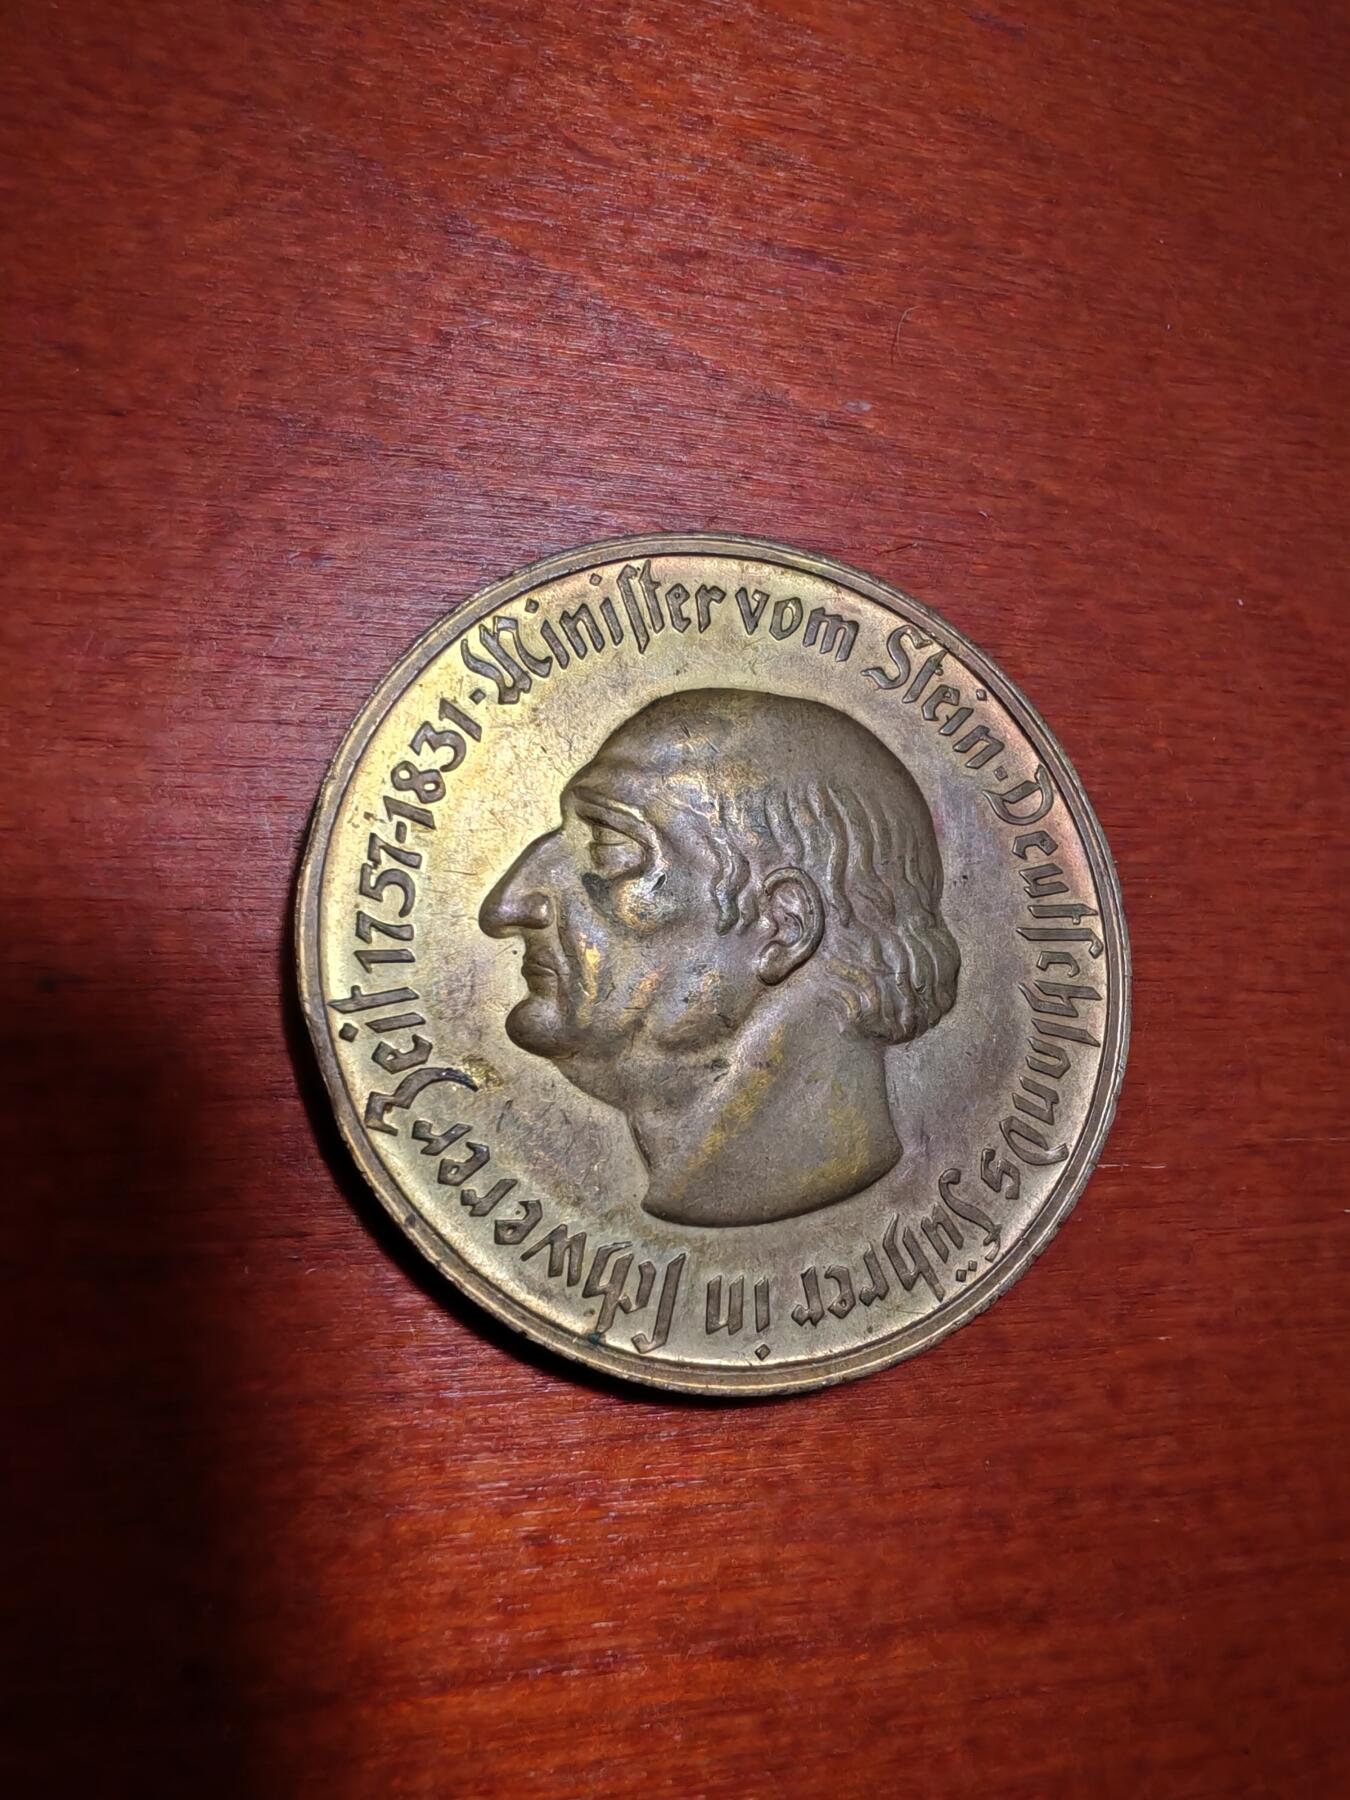 Miniſter vom Stein · Deutſchlands Führer in ſchwerer Zeit 1757-1831 ·